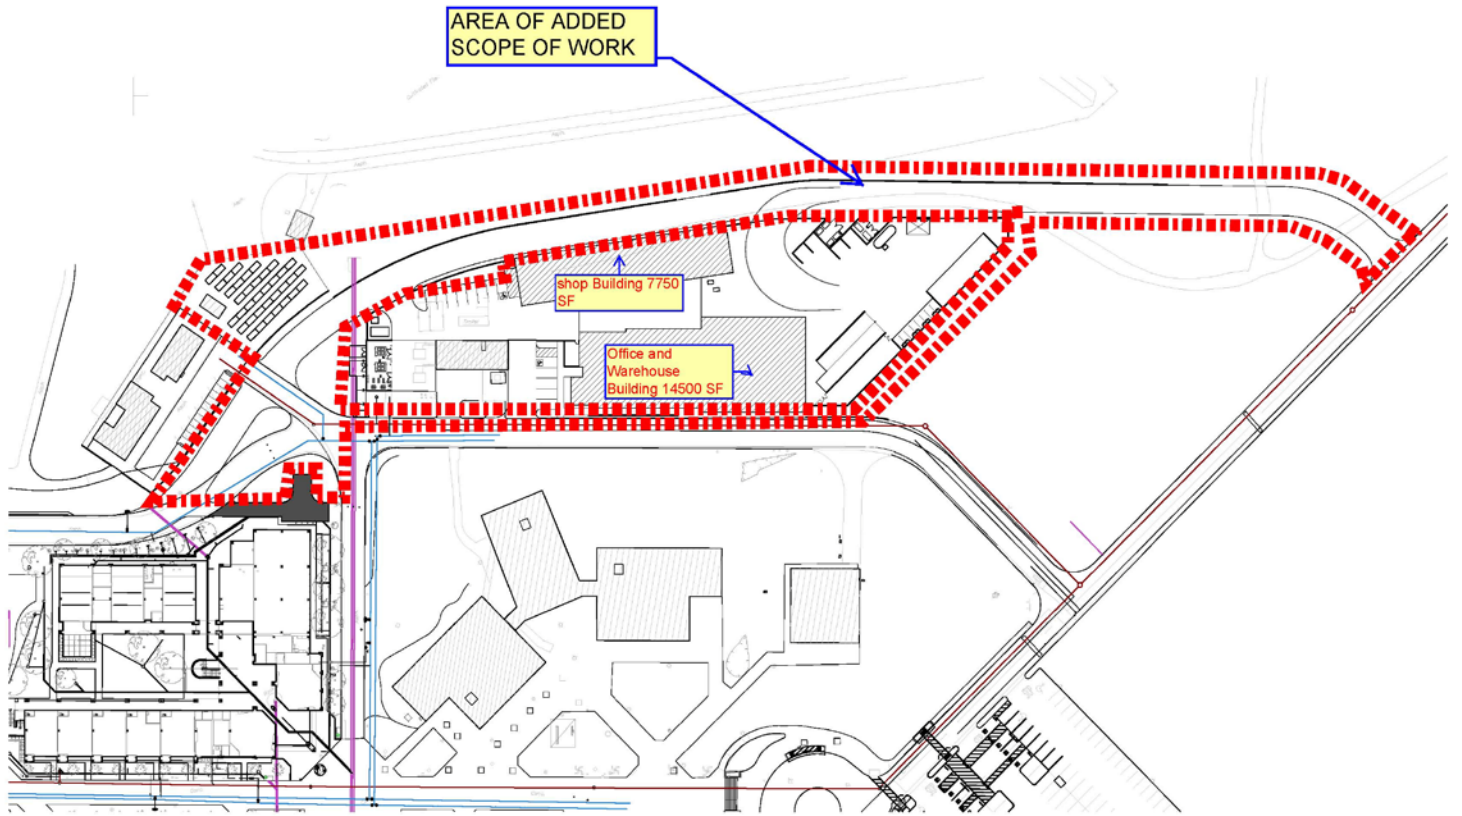 AREA OF ADDED
SCOPE OF WORK
shop Building 7750
SF
Office and
Warehouse
Building 14500 SF